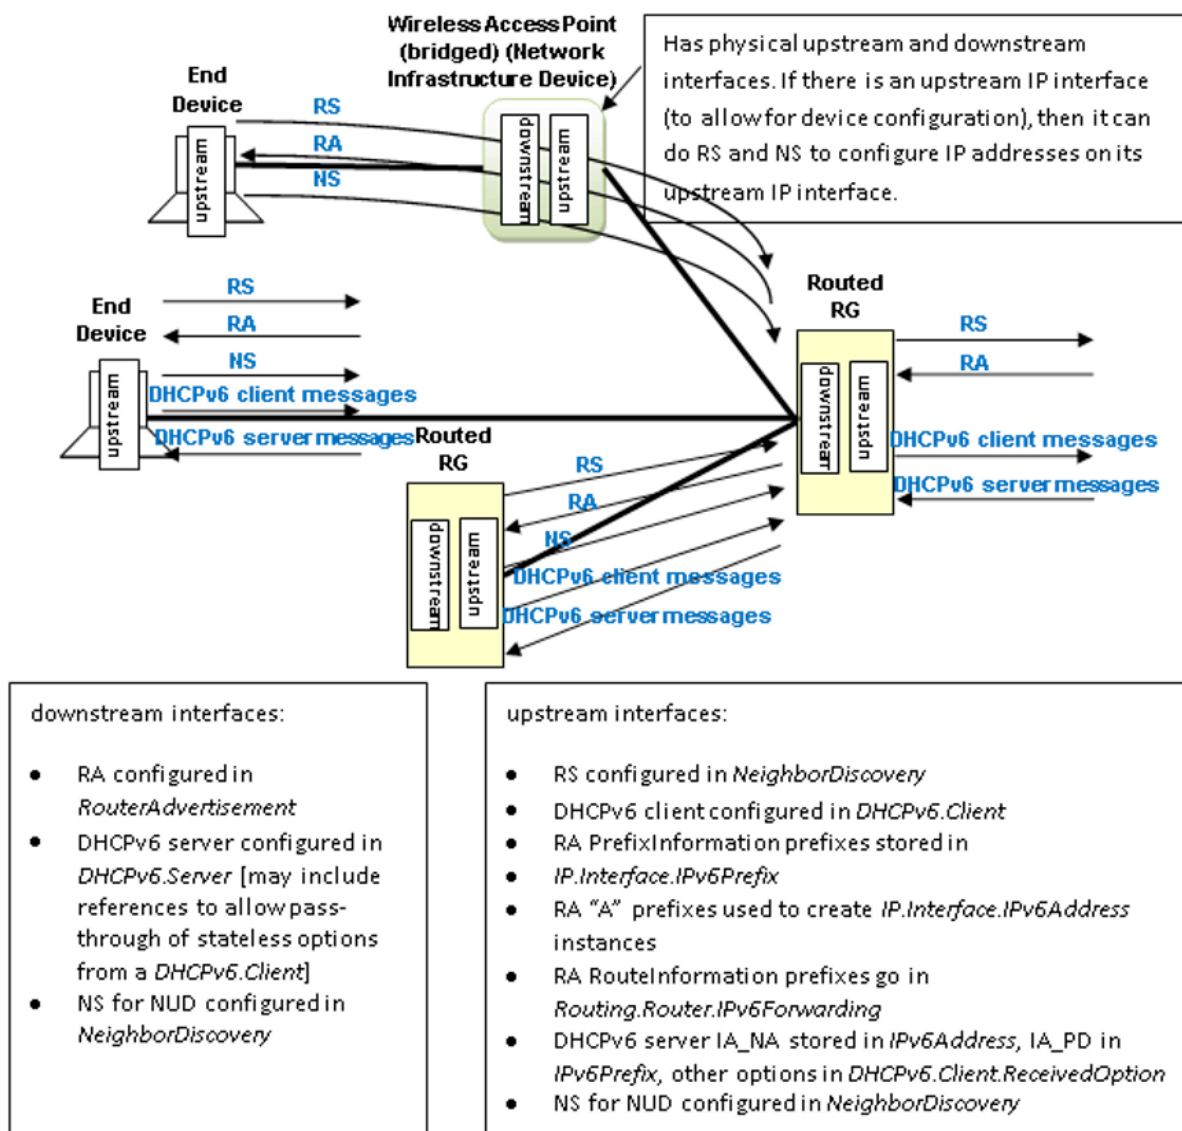 Wireless Access Point
(bridged) (Network
Infrastructure Device)
Has physical upstream and downstream
interfaces. If there is an upstream IP interface
(to allow for device configuration), then it can
do RS and NS to configure IP addresses on its
upstream IP interface.
End
Device
RS
RA
NS
upstream
downstream
upstream
End
Device
RS
RA
NS
DHCPv6 client messages
DHCPv6 server messages
upstream
Routed
RG
RS
RA
DHCPv6 client messages
DHCPv6 server messages
downstream
upstream
Routed
RG
RS
RA
NS
DHCPv6 client messages
DHCPv6 server messages
downstream
upstream
downstream interfaces:
● RA configured in
RouterAdvertisement
● DHCPv6 server configured in
DHCPv6.Server [may include
references to allow pass-
through of stateless options
from a DHCPv6.Client]
● NS for NUD configured in
NeighborDiscovery
upstream interfaces:
● RS configured in NeighborDiscovery
● DHCPv6 client configured in DHCPv6.Client
● RA PrefixInformation prefixes stored in
● IP.Interface.IPv6Prefix
● RA “A” prefixes used to create IP.Interface.IPv6Address
instances
● RA RouteInformation prefixes go in
Routing.Router.IPv6Forwarding
● DHCPv6 server IA_NA stored in IPv6Address, IA_PD in
IPv6Prefix, other options in DHCPv6.Client.ReceivedOption
● NS for NUD configured in NeighborDiscovery